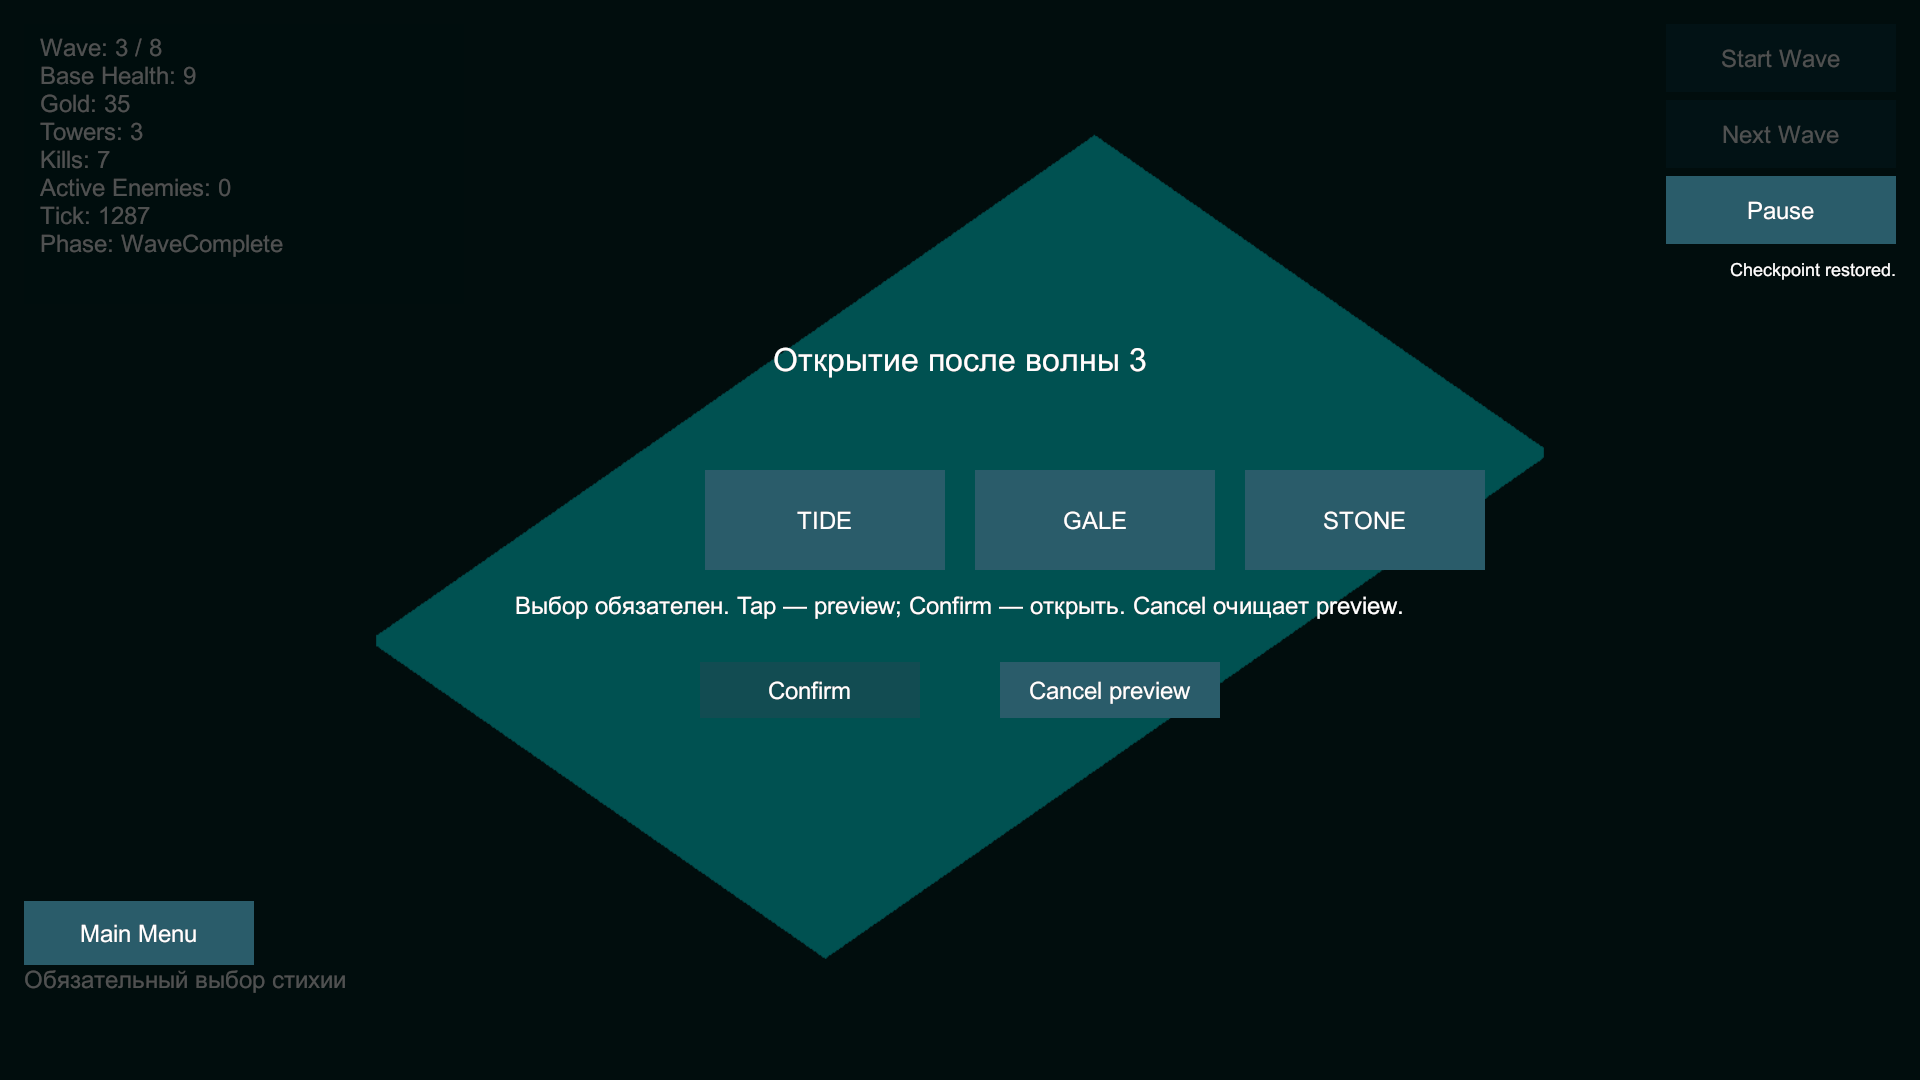 Wave: 3 / 8
Base Health: 9
Gold: 35
Towers: 3
Kills: 7
Active Enemies: 0
Tick: 1287
Phase: WaveComplete
Start Wave
Next Wave
Pause
Checkpoint restored.
Открытие после волны 3
TIDE
GALE
STONE
Выбор обязателен. Tap — preview; Confirm — открыть. Cancel очищает preview.
Confirm
Cancel preview
Main Menu
Обязательный выбор стихии